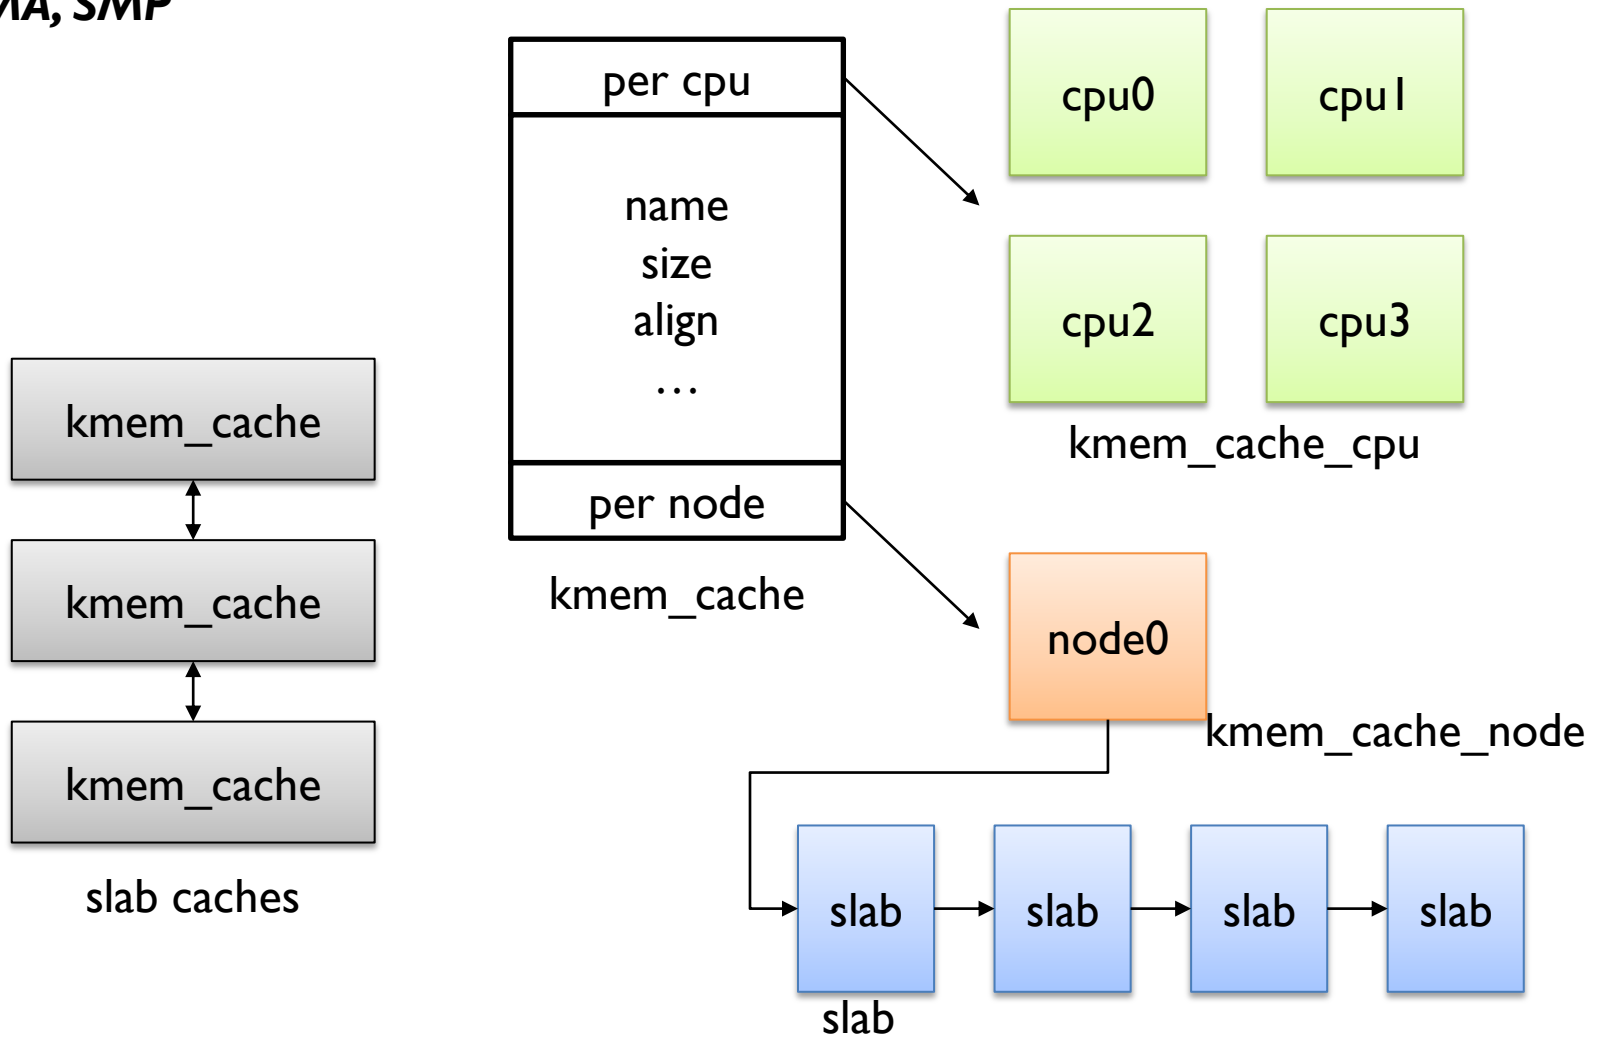 SMP
per cpu
name
size
align
…
per node
kmem_cache
cpu0
cpu1
cpu2
cpu3
kmem_cache_cpu
node0
kmem_cache_node
kmem_cache
kmem_cache
kmem_cache
slab caches
slab
slab
slab
slab
slab